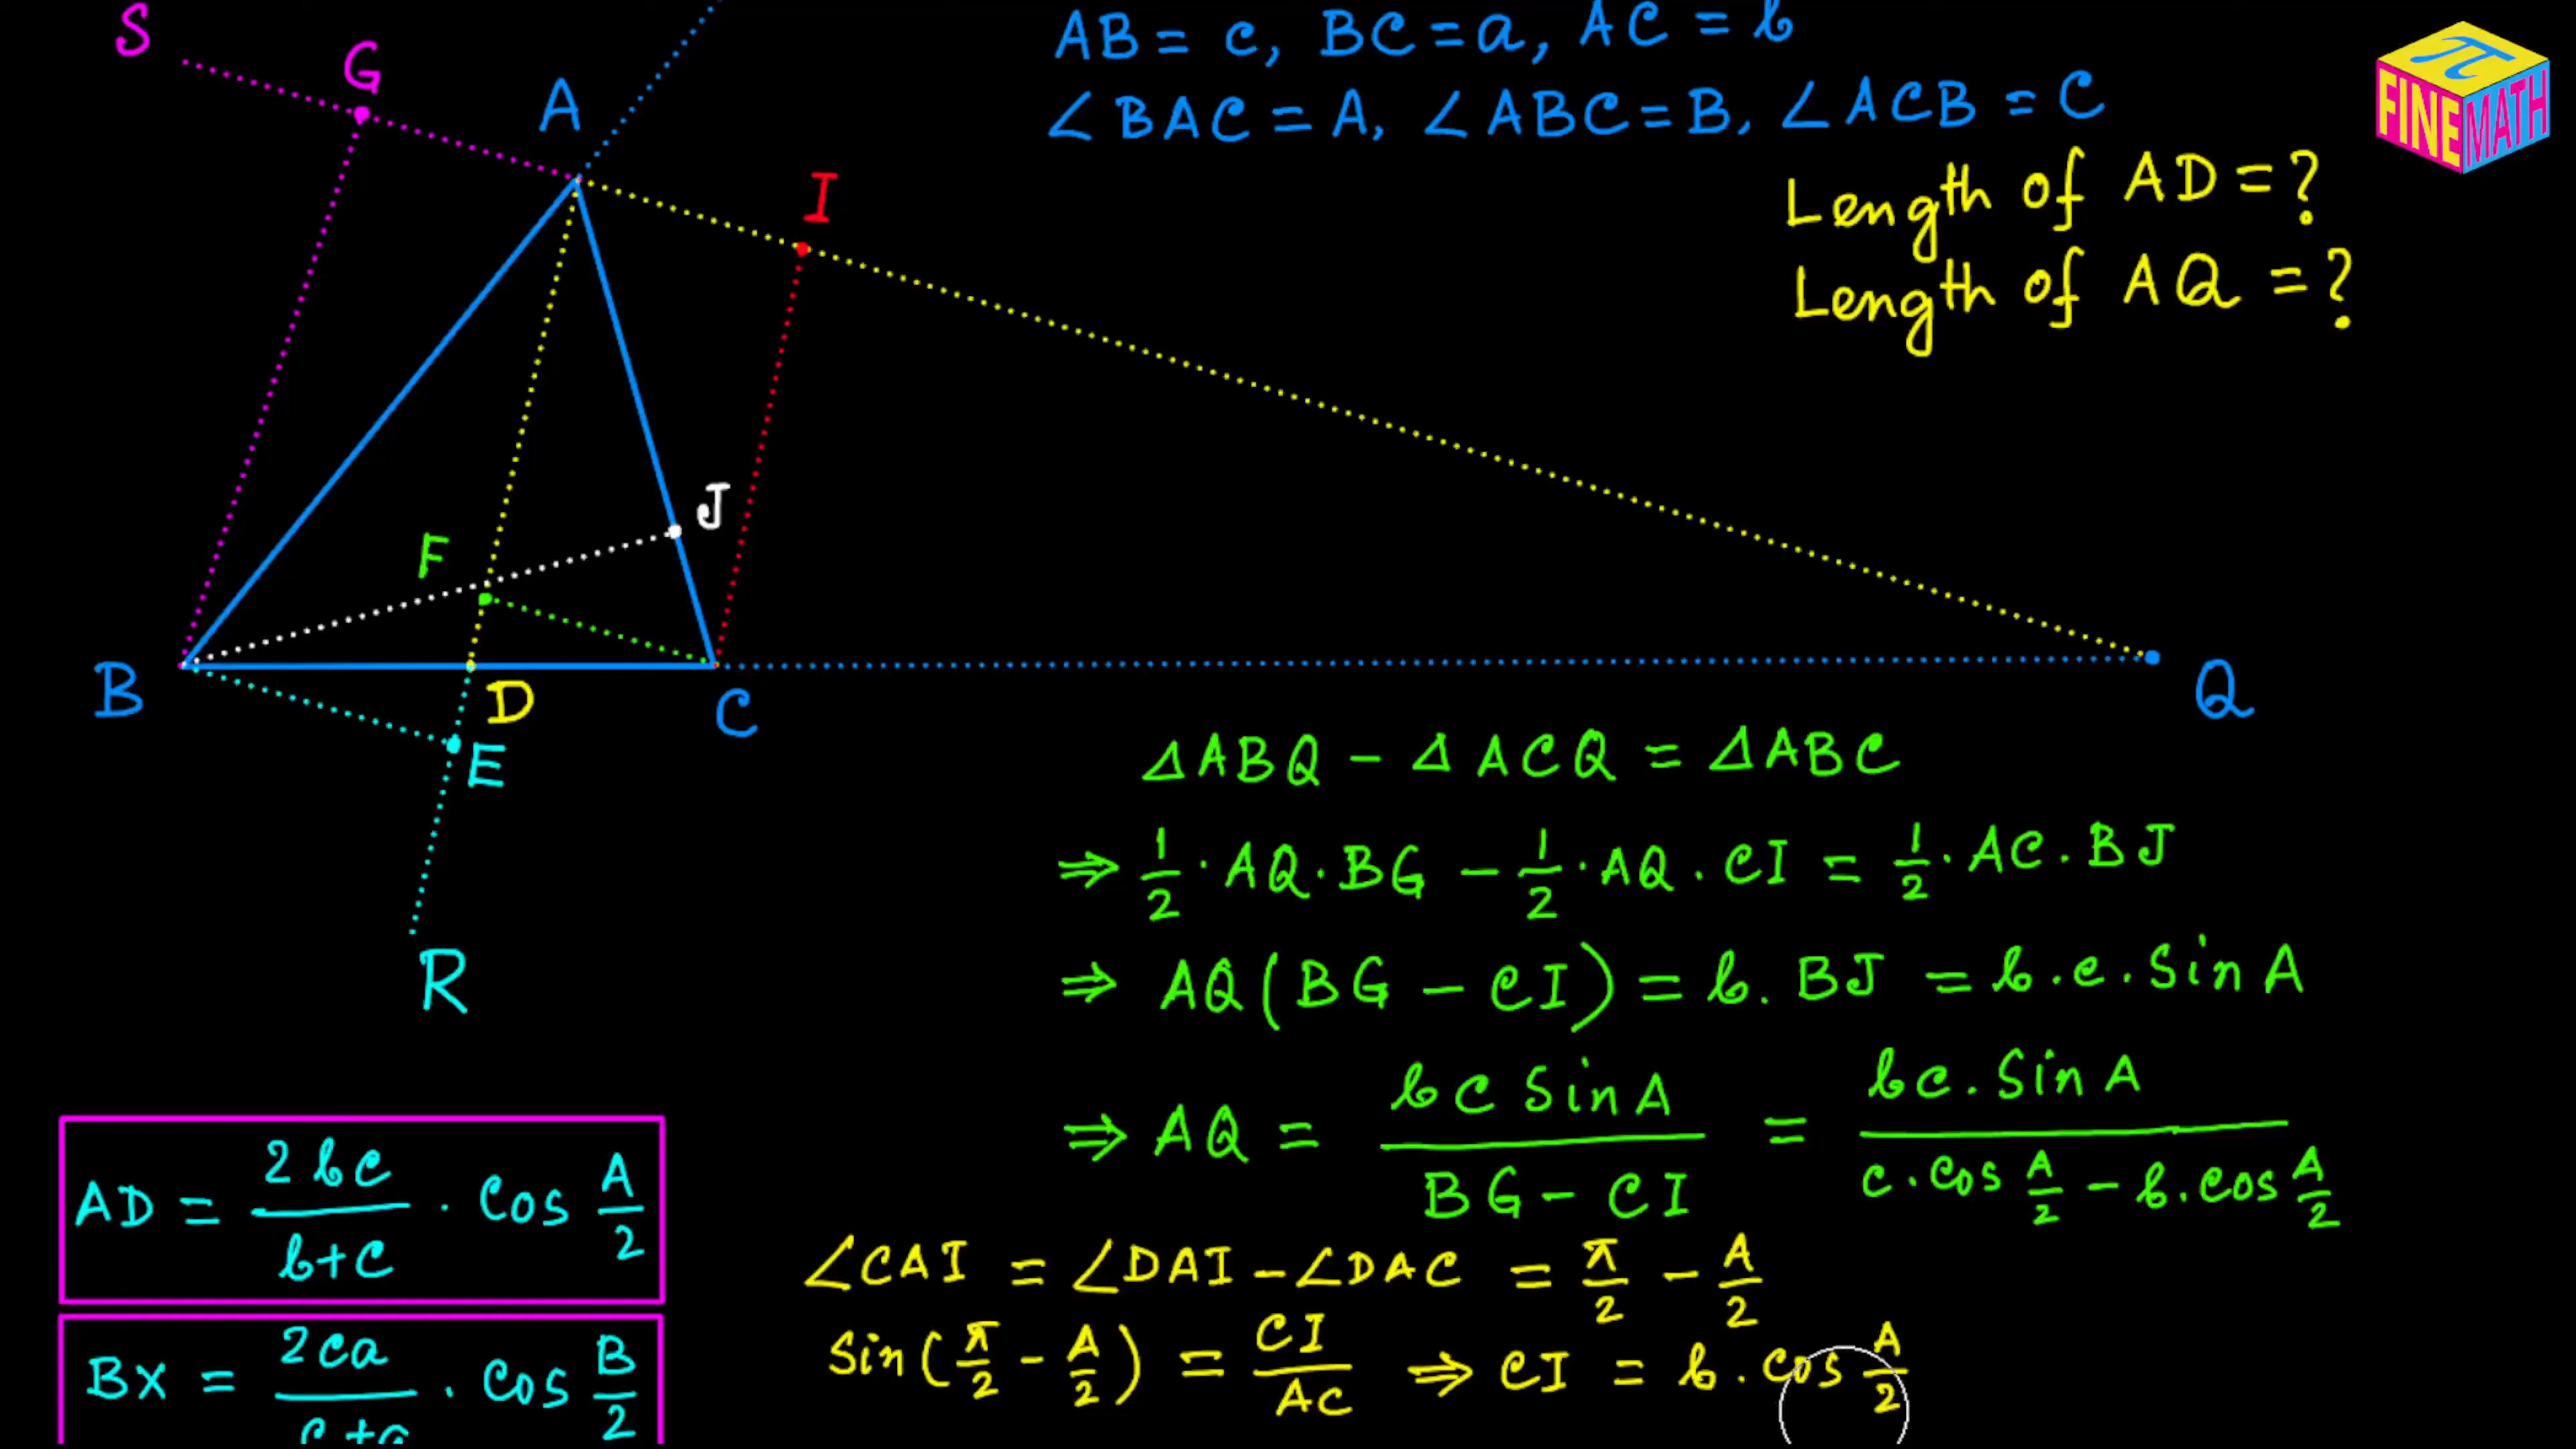 S
G
A
I
J
F
B
D
C
E
R
Q
AB = c, BC = a, AC = b
∠BAC = A, ∠ABC = B, ∠ACB = C
Length of AD = ?
Length of AQ = ?
π
FINE MATH
ΔABQ - ΔACQ = ΔABC
⇒ 1/2 · AQ · BG - 1/2 · AQ · CI = 1/2 · AC · BJ
⇒ AQ(BG - CI) = b. BJ = b.c. Sin A
⇒ AQ = bc Sin A / BG - CI = bc. Sin A / c. Cos A/2 - b. Cos A/2
∠CAI = ∠DAI - ∠DAC = π/2 - A/2
Sin(π/2 - A/2) = CI/AC ⇒ CI = b. Cos A/2
AD = 2bc / b+c . Cos A/2
BX = 2ca / c+a . Cos B/2